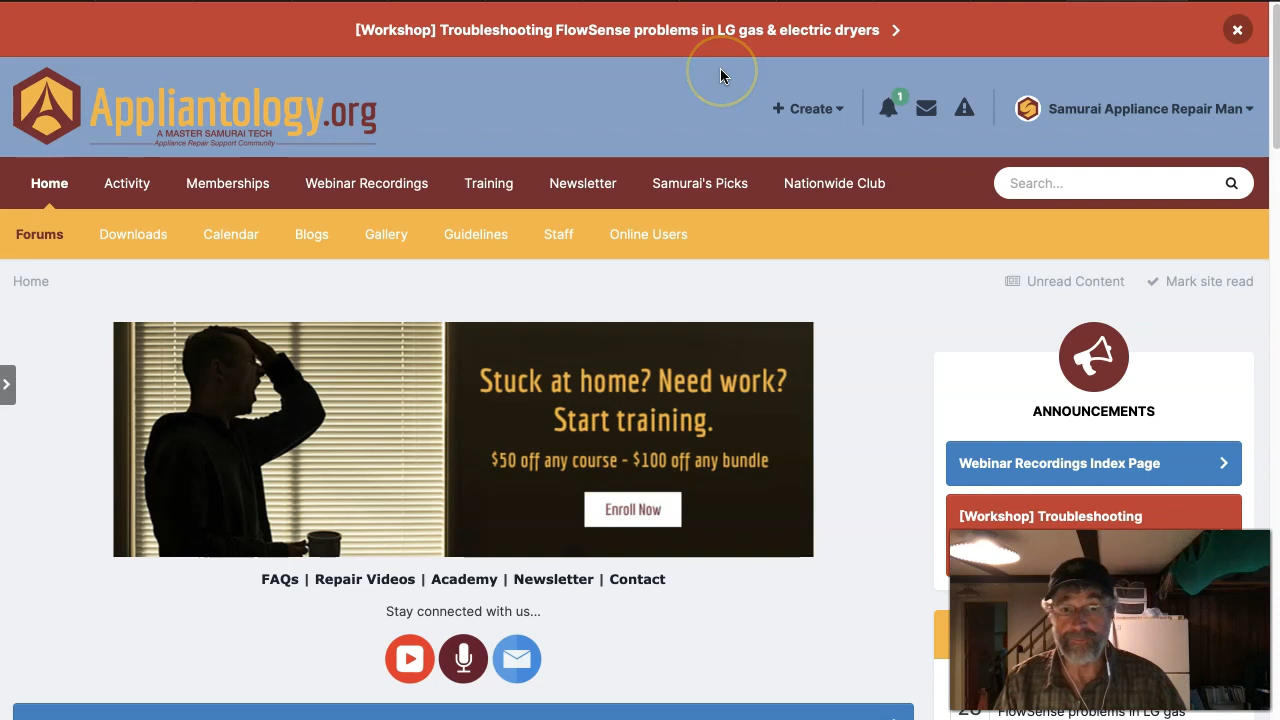 [Workshop] Troubleshooting FlowSense problems in LG gas & electric dryers
Appliantology.org
A MASTER SAMURAI TECH
Appliance Repair Support Community
+ Create
1
Samurai Appliance Repair Man
Home Activity Memberships Webinar Recordings Training Newsletter Samurai's Picks Nationwide Club
Search...
Forums Downloads Calendar Blogs Gallery Guidelines Staff Online Users
Home
Unread Content Mark site read
Stuck at home? Need work?
Start training.
$50 off any course - $100 off any bundle
Enroll Now
FAQs | Repair Videos | Academy | Newsletter | Contact
Stay connected with us...
ANNOUNCEMENTS
Webinar Recordings Index Page
[Workshop] Troubleshooting
FlowSense problems in LG gas